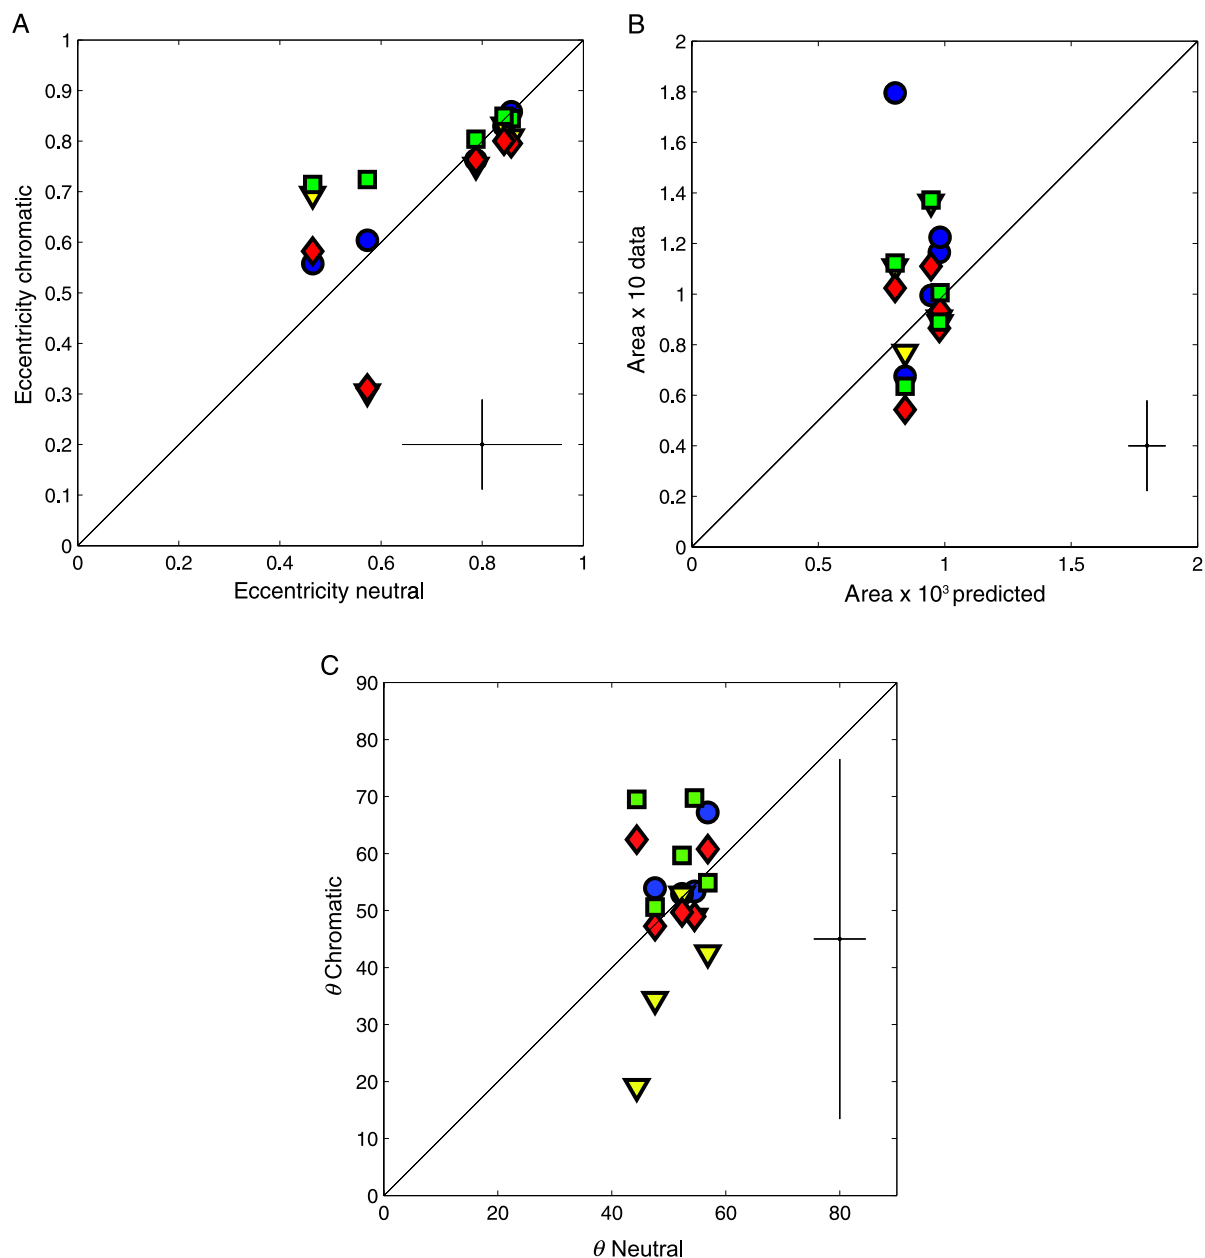 A
1
0.9
0.8
0.7
0.6
0.5
0.4
0.3
0.2
0.1
0
0 0.2 0.4 0.6 0.8 1
Eccentricity chromatic
Eccentricity neutral
B
2
1.8
1.6
1.4
1.2
1
0.8
0.6
0.4
0.2
0
0 0.5 1 1.5 2
Area x 10 data
Area x 10³ predicted
C
90
80
70
60
50
40
30
20
10
0
0 20 40 60 80
θ Chromatic
θ Neutral